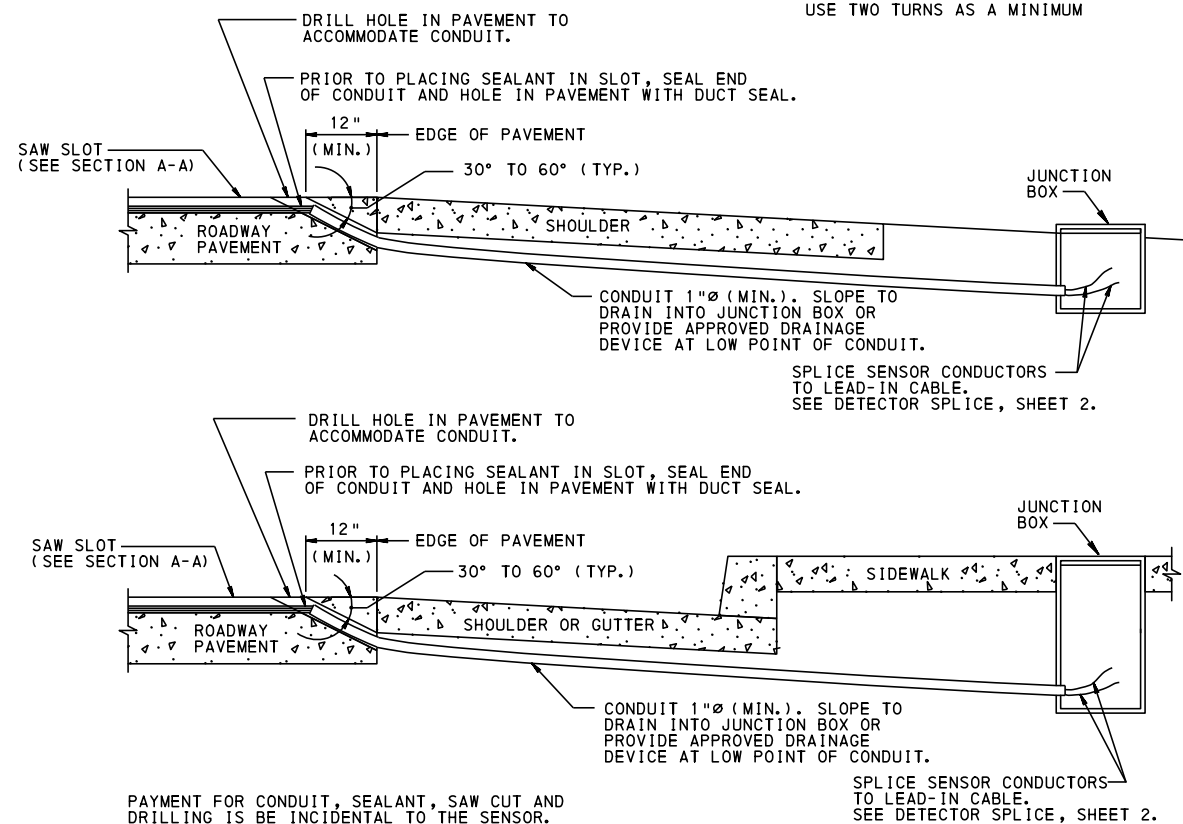 USE TWO TURNS AS A MINIMUM
DRILL HOLE IN PAVEMENT TO
ACCOMMODATE CONDUIT.
PRIOR TO PLACING SEALANT IN SLOT, SEAL END
OF CONDUIT AND HOLE IN PAVEMENT WITH DUCT SEAL.
12"
(MIN.)
EDGE OF PAVEMENT
SAW SLOT
(SEE SECTION A-A)
30° TO 60° (TYP.)
JUNCTION
BOX
ROADWAY
PAVEMENT
SHOULDER
CONDUIT 1"Ø (MIN.). SLOPE TO
DRAIN INTO JUNCTION BOX OR
PROVIDE APPROVED DRAINAGE
DEVICE AT LOW POINT OF CONDUIT.
SPLICE SENSOR CONDUCTORS
TO LEAD-IN CABLE.
SEE DETECTOR SPLICE, SHEET 2.
DRILL HOLE IN PAVEMENT TO
ACCOMMODATE CONDUIT.
PRIOR TO PLACING SEALANT IN SLOT, SEAL END
OF CONDUIT AND HOLE IN PAVEMENT WITH DUCT SEAL.
12"
(MIN.)
EDGE OF PAVEMENT
SAW SLOT
(SEE SECTION A-A)
30° TO 60° (TYP.)
JUNCTION
BOX
SIDEWALK
ROADWAY
PAVEMENT
SHOULDER OR GUTTER
CONDUIT 1"Ø (MIN.). SLOPE TO
DRAIN INTO JUNCTION BOX OR
PROVIDE APPROVED DRAINAGE
DEVICE AT LOW POINT OF CONDUIT.
SPLICE SENSOR CONDUCTORS
TO LEAD-IN CABLE.
SEE DETECTOR SPLICE, SHEET 2.
PAYMENT FOR CONDUIT, SEALANT, SAW CUT AND
DRILLING IS BE INCIDENTAL TO THE SENSOR.